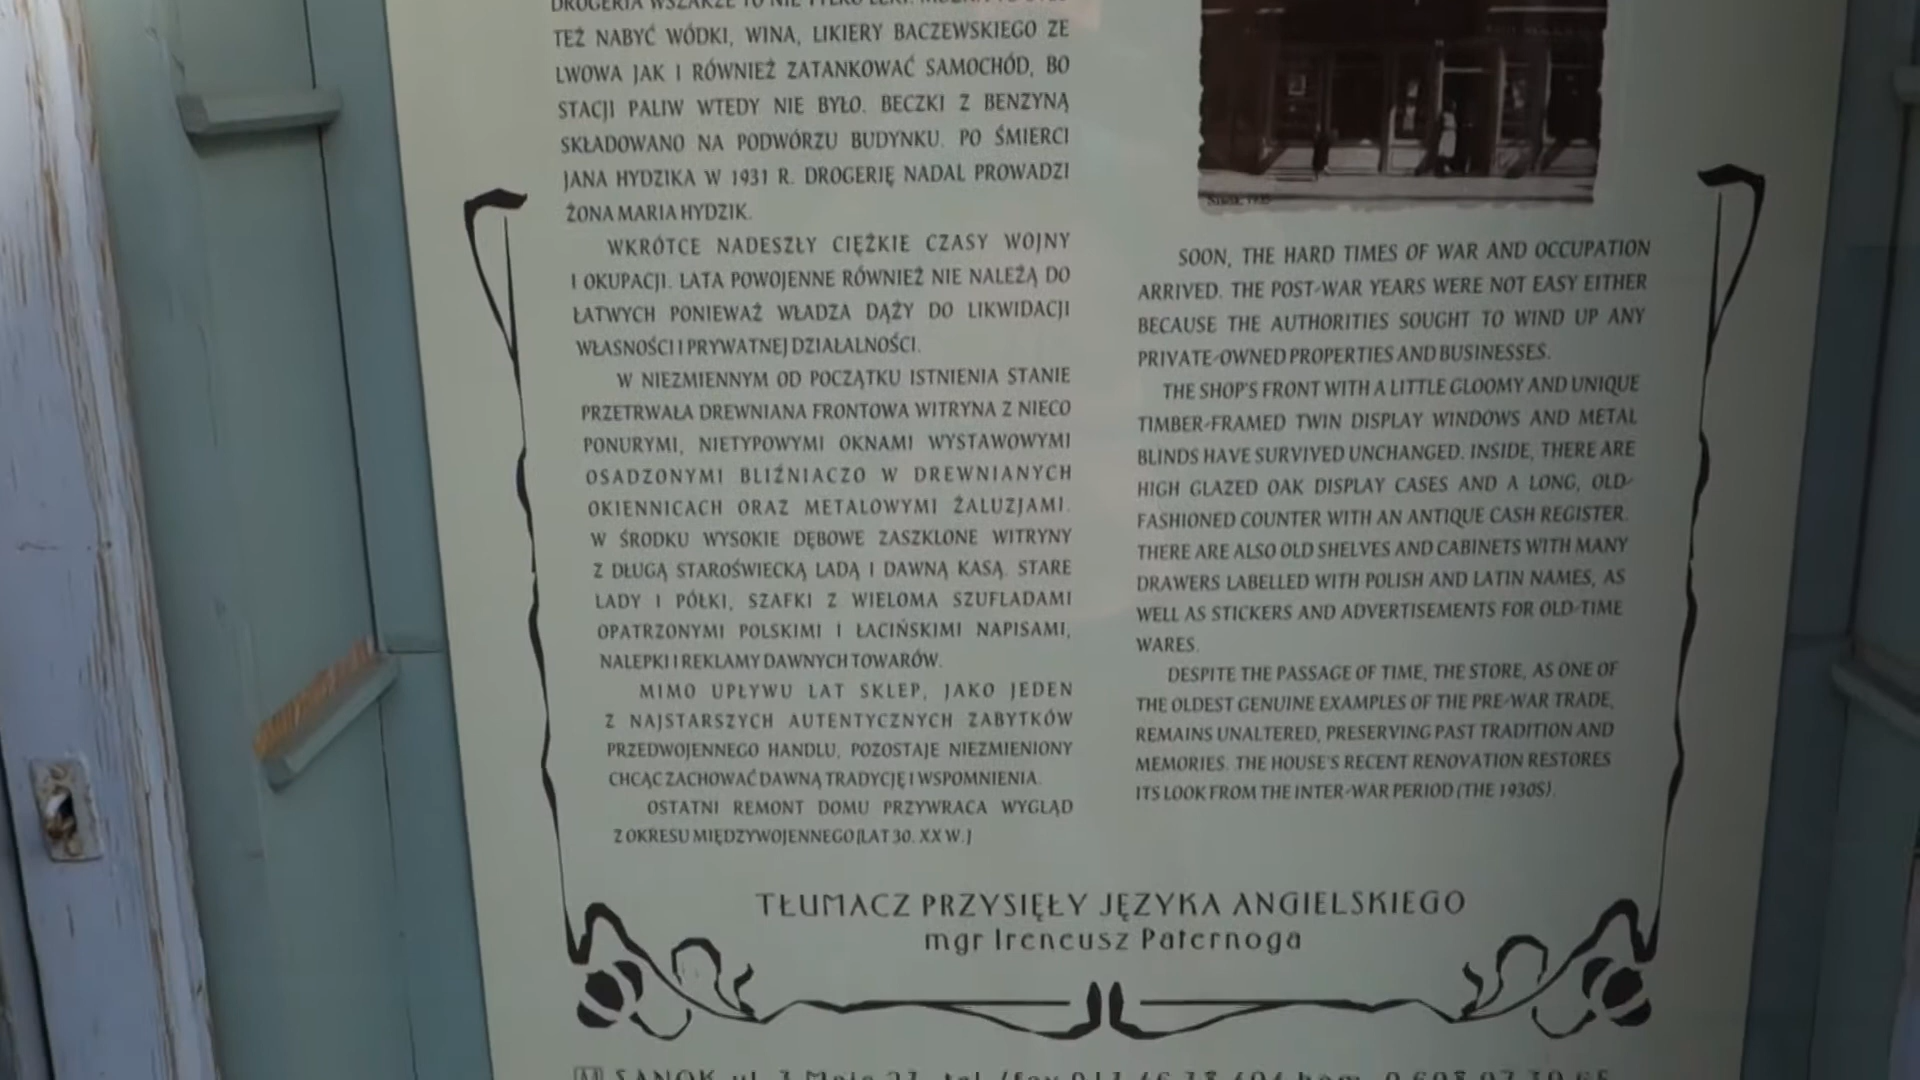 DROGERIA WSZAKŻE TO NIE TYLKO LEKI. MOŻNA TU BYŁO
TEŻ NABYĆ WÓDKI, WINA, LIKIERY BACZEWSKIEGO ZE
LWOWA JAK I RÓWNIEŻ ZATANKOWAĆ SAMOCHÓD, BO
STACJI PALIW WTEDY NIE BYŁO. BECZKI Z BENZYNĄ
SKŁADOWANO NA PODWÓRZU BUDYNKU. PO ŚMIERCI
JANA HYDZIKA W 1931 R. DROGERIĘ NADAL PROWADZI
ŻONA MARIA HYDZIK.
WKRÓTCE NADESZŁY CIĘŻKIE CZASY WOJNY
I OKUPACJI. LATA POWOJENNE RÓWNIEŻ NIE NALEŻĄ DO
ŁATWYCH PONIEWAŻ WŁADZA DĄŻY DO LIKWIDACJI
WŁASNOŚCI I PRYWATNEJ DZIAŁALNOŚCI.
W NIEZMIENNYM OD POCZĄTKU ISTNIENIA STANIE
PRZETRWAŁA DREWNIANA FRONTOWA WITRYNA Z NIECO
PONURYMI, NIETYPOWYMI OKNAMI WYSTAWOWYMI
OSADZONYMI BLIŹNIACZO W DREWNIANYCH
OKIENNICACH ORAZ METALOWYMI ŻALUZJAMI.
W ŚRODKU WYSOKIE DĘBOWE ZASZKLONE WITRYNY
Z DŁUGĄ STAROŚWIECKĄ LADĄ I DAWNĄ KASĄ. STARE
LADY I PÓŁKI, SZAFKI Z WIELOMA SZUFLADAMI
OPATRZONYMI POLSKIMI I ŁACIŃSKIMI NAPISAMI,
NALEPKI I REKLAMY DAWNYCH TOWARÓW.
MIMO UPŁYWU LAT SKLEP, JAKO JEDEN
Z NAJSTARSZYCH AUTENTYCZNYCH ZABYTKÓW
PRZEDWOJENNEGO HANDLU, POZOSTAJE NIEZMIENIONY
CHCĄC ZACHOWAĆ DAWNĄ TRADYCJĘ I WSPOMNIENIA.
OSTATNI REMONT DOMU PRZYWRACA WYGLĄD
Z OKRESU MIĘDZYWOJENNEGO [LAT 30. XX W.]
SOON, THE HARD TIMES OF WAR AND OCCUPATION
ARRIVED. THE POST-WAR YEARS WERE NOT EASY EITHER
BECAUSE THE AUTHORITIES SOUGHT TO WIND UP ANY
PRIVATE-OWNED PROPERTIES AND BUSINESSES.
THE SHOP'S FRONT WITH A LITTLE GLOOMY AND UNIQUE
TIMBER-FRAMED TWIN DISPLAY WINDOWS AND METAL
BLINDS HAVE SURVIVED UNCHANGED. INSIDE, THERE ARE
HIGH GLAZED OAK DISPLAY CASES AND A LONG, OLD-
FASHIONED COUNTER WITH AN ANTIQUE CASH REGISTER.
THERE ARE ALSO OLD SHELVES AND CABINETS WITH MANY
DRAWERS LABELLED WITH POLISH AND LATIN NAMES, AS
WELL AS STICKERS AND ADVERTISEMENTS FOR OLD-TIME
WARES.
DESPITE THE PASSAGE OF TIME, THE STORE, AS ONE OF
THE OLDEST GENUINE EXAMPLES OF THE PRE-WAR TRADE,
REMAINS UNALTERED, PRESERVING PAST TRADITION AND
MEMORIES. THE HOUSE'S RECENT RENOVATION RESTORES
ITS LOOK FROM THE INTER-WAR PERIOD (THE 1930S).
TŁUMACZ PRZYSIĘŁY JĘZYKA ANGIELSKIEGO
mgr Ireneusz Paternoga
SANOK ul. 3 Maja